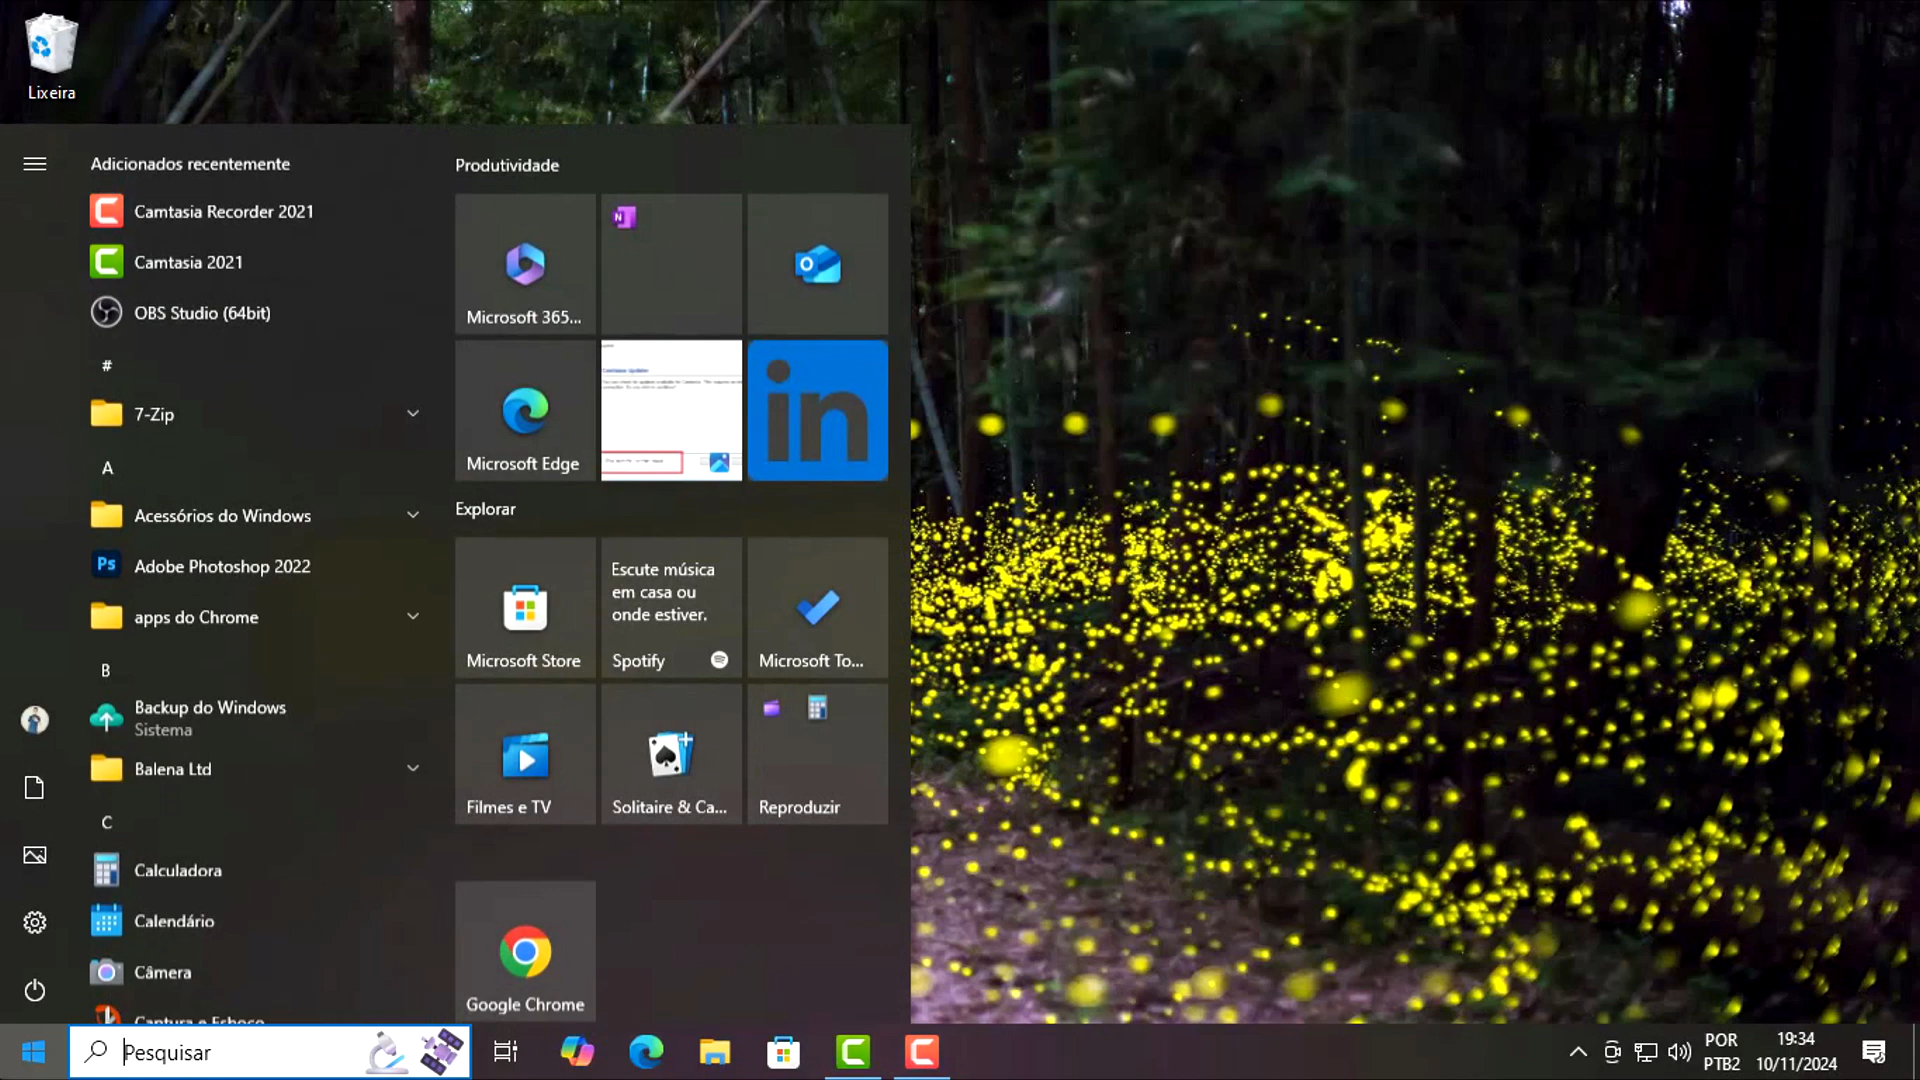 Lixeira
Adicionados recentemente
Camtasia Recorder 2021
Camtasia 2021
OBS Studio (64bit)
#
7-Zip
A
Acessórios do Windows
Adobe Photoshop 2022
apps do Chrome
B
Backup do Windows
Sistema
Balena Ltd
C
Calculadora
Calendário
Câmera
Captura e Esboço
Produtividade
Microsoft 365...
Microsoft Edge
in
Explorar
Microsoft Store
Escute música
em casa ou
onde estiver.
Spotify
Microsoft To...
Filmes e TV
Solitaire & Ca...
Reproduzir
Google Chrome
Pesquisar
POR
PTB2
19:34
10/11/2024